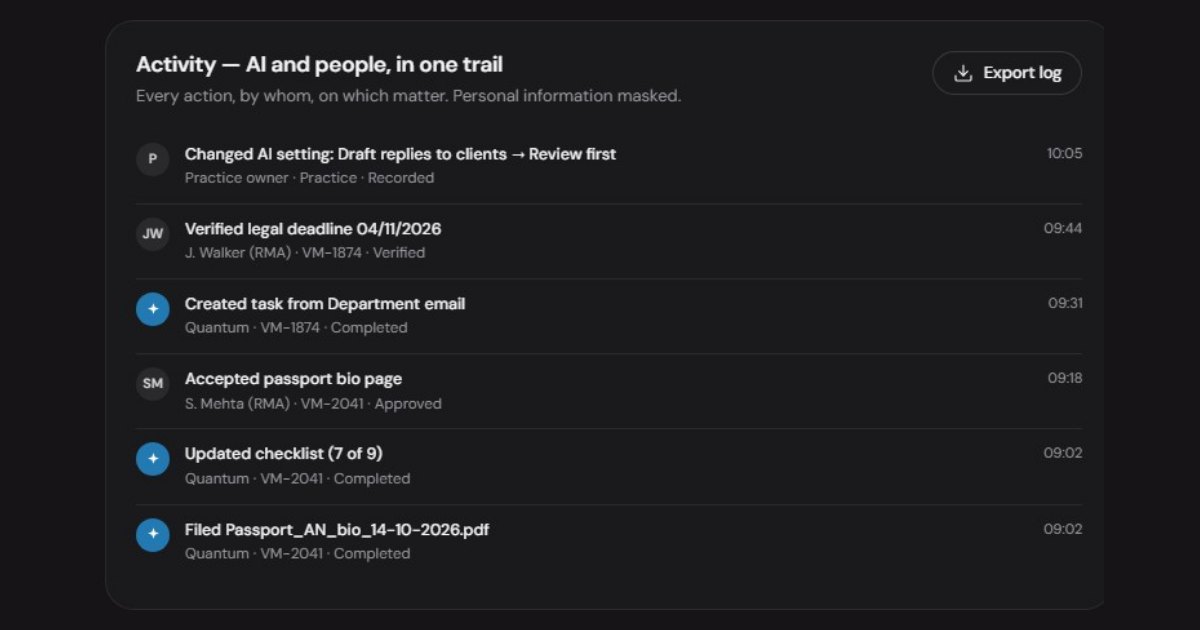 Activity — AI and people, in one trail
Export log
Every action, by whom, on which matter. Personal information masked.
P
Changed AI setting: Draft replies to clients → Review first
10:05
Practice owner · Practice · Recorded
JW
Verified legal deadline 04/11/2026
09:44
J. Walker (RMA) · VM-1874 · Verified
Created task from Department email
09:31
Quantum · VM-1874 · Completed
SM
Accepted passport bio page
09:18
S. Mehta (RMA) · VM-2041 · Approved
Updated checklist (7 of 9)
09:02
Quantum · VM-2041 · Completed
Filed Passport_AN_bio_14-10-2026.pdf
09:02
Quantum · VM-2041 · Completed